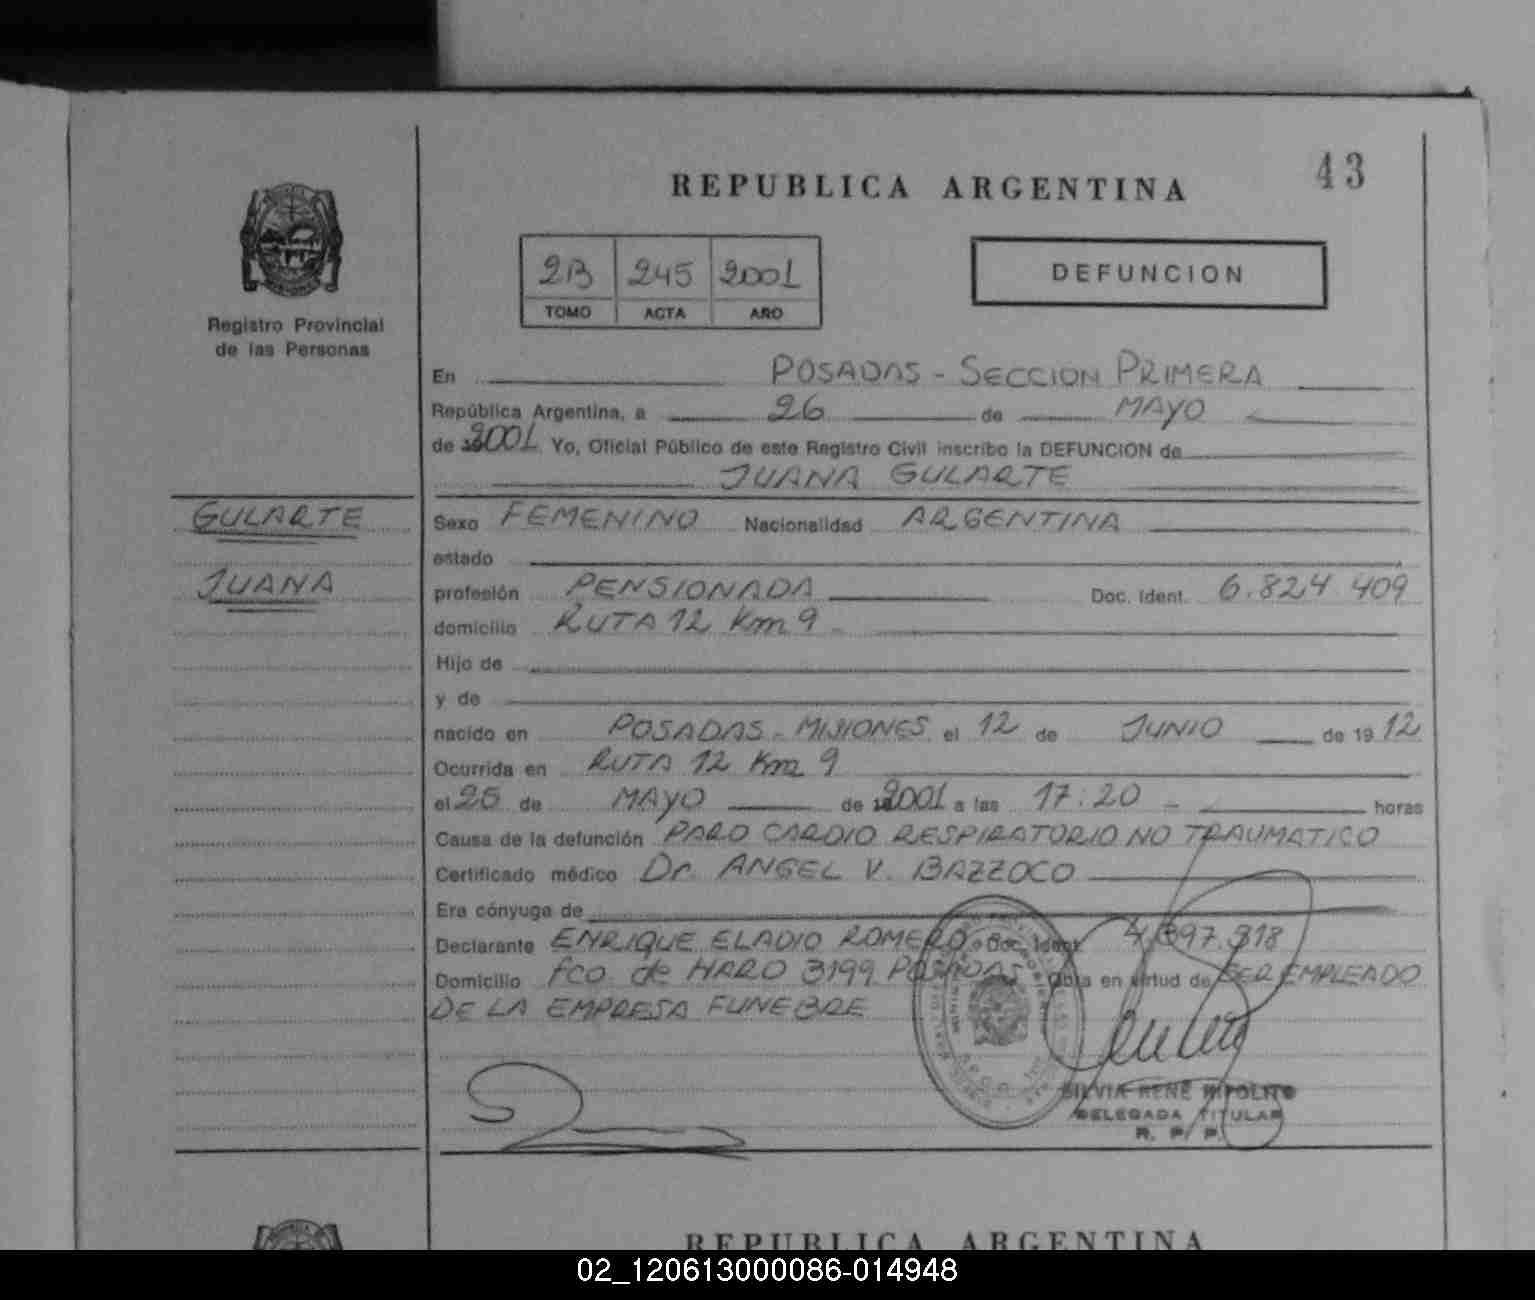 43
REPUBLICA ARGENTINA
2B 245 2001
TOMO ACTA AÑO
DEFUNCION
Registro Provincial
de las Personas
En POSADAS - SECCION PRIMERA
República Argentina, a 26 de MAYO
de 2001 Yo, Oficial Público de este Registro Civil inscribo la DEFUNCION de
JUANA GULARTE
GULARTE
JUANA
Sexo FEMENINO Nacionalidad ARGENTINA
estado
profesión PENSIONADA Doc. Ident. 6.824.409
domicilio RUTA 12 Km 9
Hijo de
y de
nacido en POSADAS - MISIONES el 12 de JUNIO de 1912
Ocurrida en RUTA 12 Km 9
el 25 de MAYO de 2001 a las 17:20 horas
Causa de la defunción PARO CARDIO RESPIRATORIO NO TRAUMATICO
Certificado médico Dr. ANGEL V. BAZZOCO
Era cónyuge de
Declarante ENRIQUE ELADIO ROMERO Doc. Ident.
Domicilio fco. de HARO 3199 POSADAS Obra en virtud de SER EMPLEADO
DE LA EMPRESA FUNEBRE
SILVIA RENÉ HIPOLITO
DELEGADA TITULAR
R. P. P.
REPUBLICA ARGENTINA
02_120613000086-014948